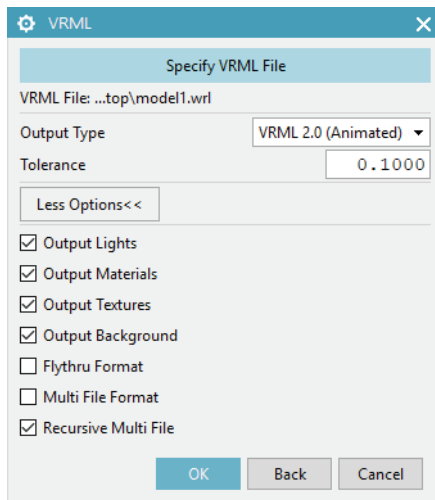 VRML
Specify VRML File
VRML File: ...top\model1.wrl
Output Type VRML 2.0 (Animated)
Tolerance 0.1000
Less Options<<
Output Lights
Output Materials
Output Textures
Output Background
Flythru Format
Multi File Format
Recursive Multi File
OK Back Cancel